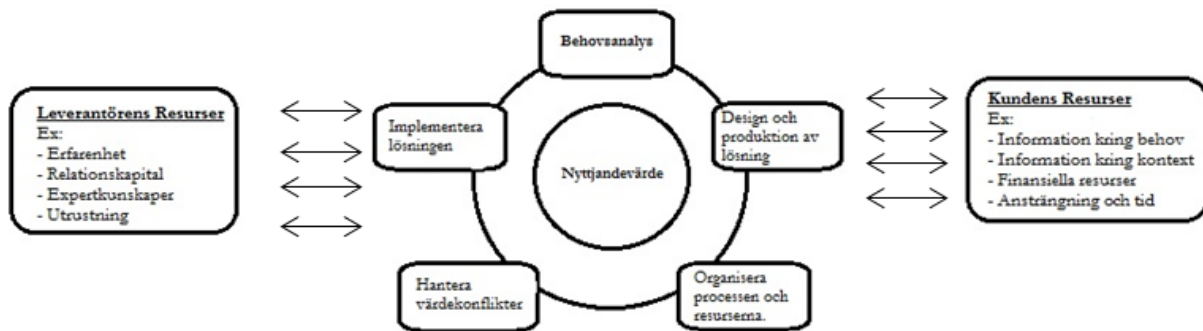 Behovsanalys
Leverantörens Resurser
Ex:
- Erfarenhet
- Relationskapital
- Expertkunskaper
- Utrustning
Implementera
lösningen
Nyttjandevärde
Design och
produktion av
lösning
Kundens Resurser
Ex:
- Information kring behov
- Information kring kontext
- Finansiella resurser
- Ansträngning och tid
Hantera
värdekonflikter
Organisera
processen och
resurserna.